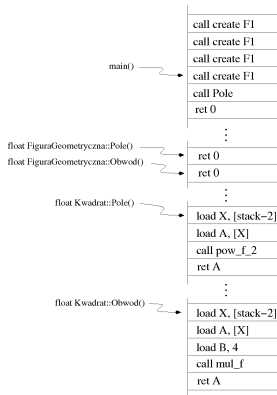 call create F1
call create F1
call create F1
main()
call create F1
call Pole
ret 0
float FiguraGeometryczna::Pole()
ret 0
float FiguraGeometryczna::Obwod()
ret 0
float Kwadrat::Pole()
load X, [stack−2]
load A, [X]
call pow_f_2
ret A
float Kwadrat::Obwod()
load X, [stack−2]
load A, [X]
load B, 4
call mul_f
ret A